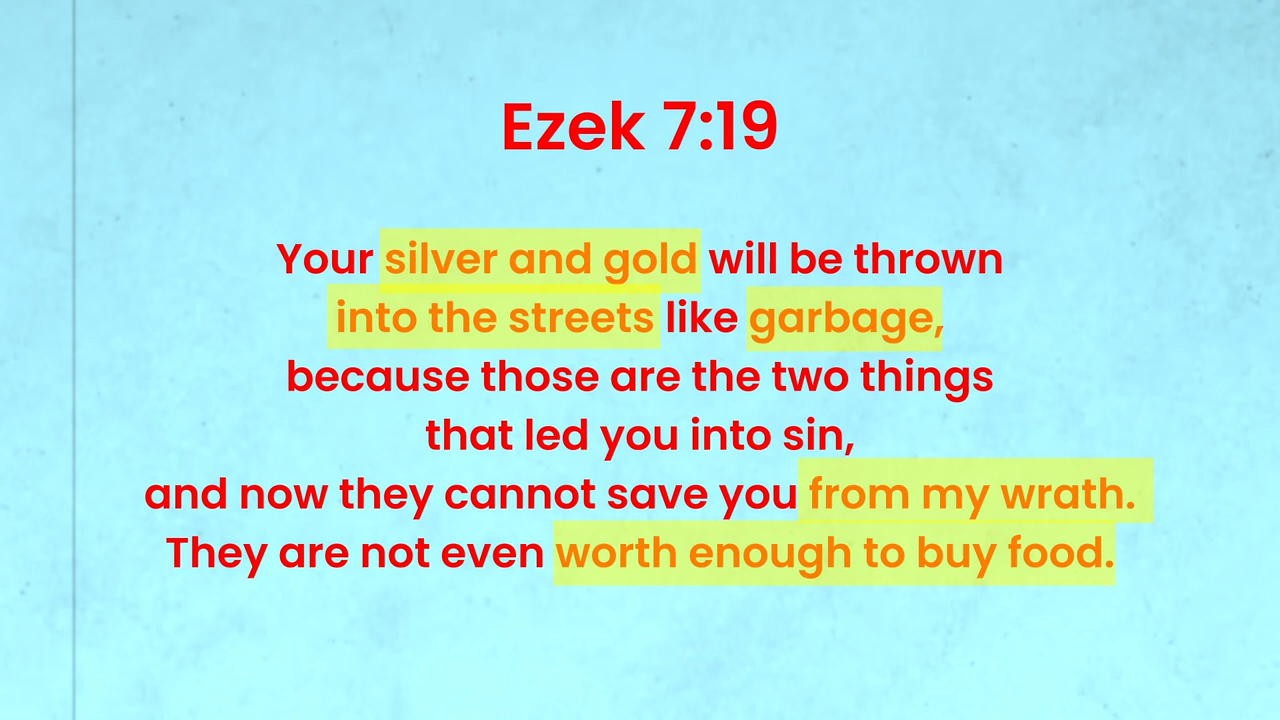 Ezek 7:19
Your silver and gold will be thrown
into the streets like garbage,
because those are the two things
that led you into sin,
and now they cannot save you from my wrath.
They are not even worth enough to buy food.